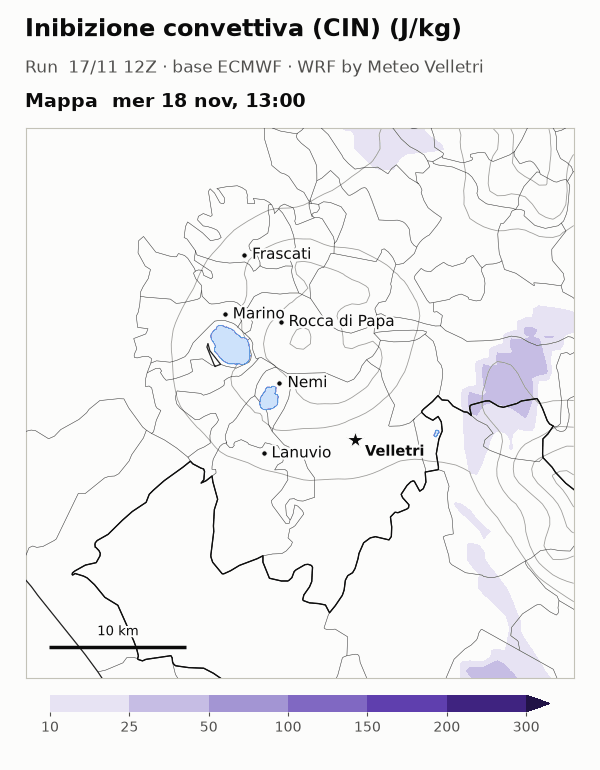 Inibizione convettiva (CIN) (J/kg)
Run  17/11 12Z · base ECMWF · WRF by Meteo Velletri
Mappa  mer 18 nov, 13:00
Frascati
Marino
Rocca di Papa
Nemi
Velletri
Lanuvio
10 km
10 25 50 100 150 200 300